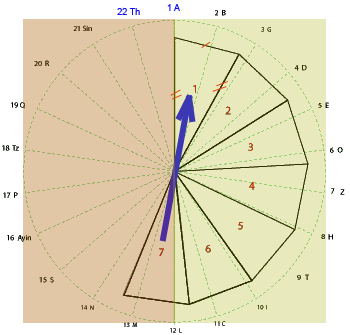 22 Th
1 A
2 B
3 G
4 D
5 E
6 O
7 Z
8 H
9 T
10 I
11 C
12 L
13 M
14 N
15 S
16 Ayin
17 P
18 Tz
19 Q
20 R
21 Sin
1
2
3
4
5
6
7